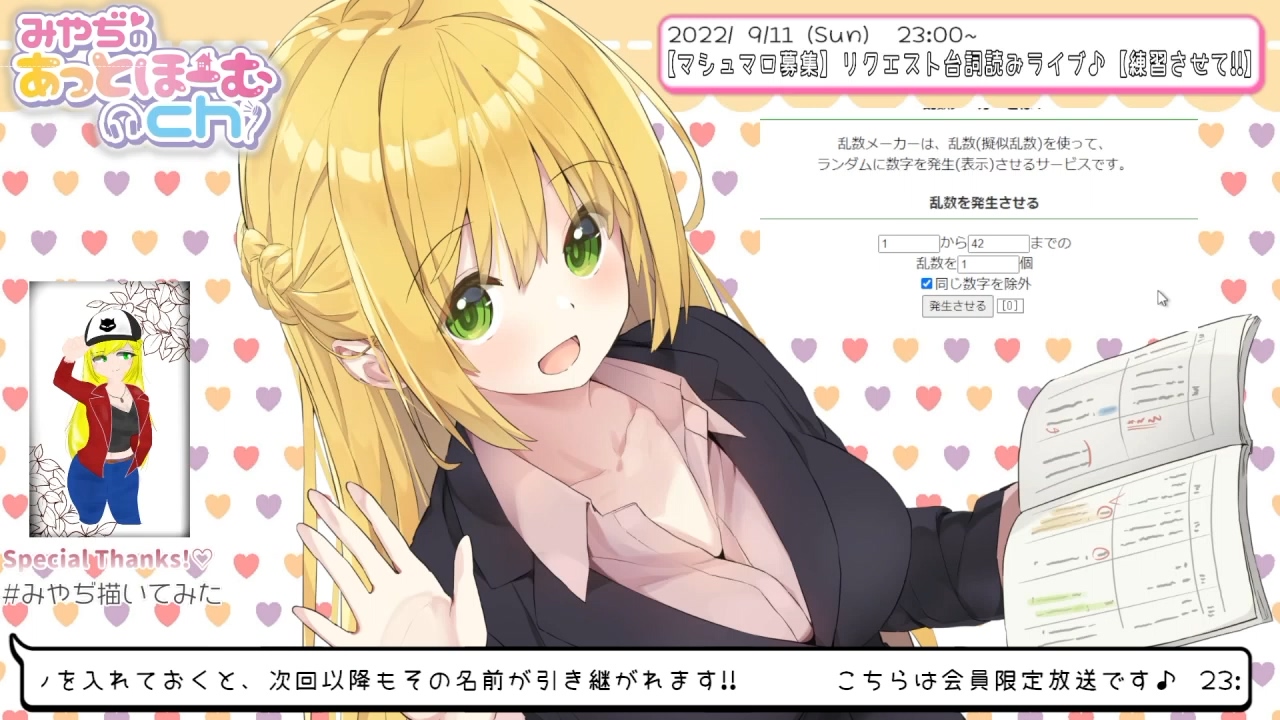 みやぢの
あっとほーむ
ch
2022/ 9/11 (Sun) 23:00~
【マシュマロ募集】リクエスト台詞読みライブ♪【練習させて!!】
乱数メーカーは、乱数(擬似乱数)を使って、
ランダムに数字を発生(表示)させるサービスです。
乱数を発生させる
1から42までの
乱数を1個
同じ数字を除外
発生させる [0]
Special Thanks!♡
#みやぢ描いてみた
を入れておくと、次回以降もその名前が引き継がれます!! こちらは会員限定放送です♪ 23: